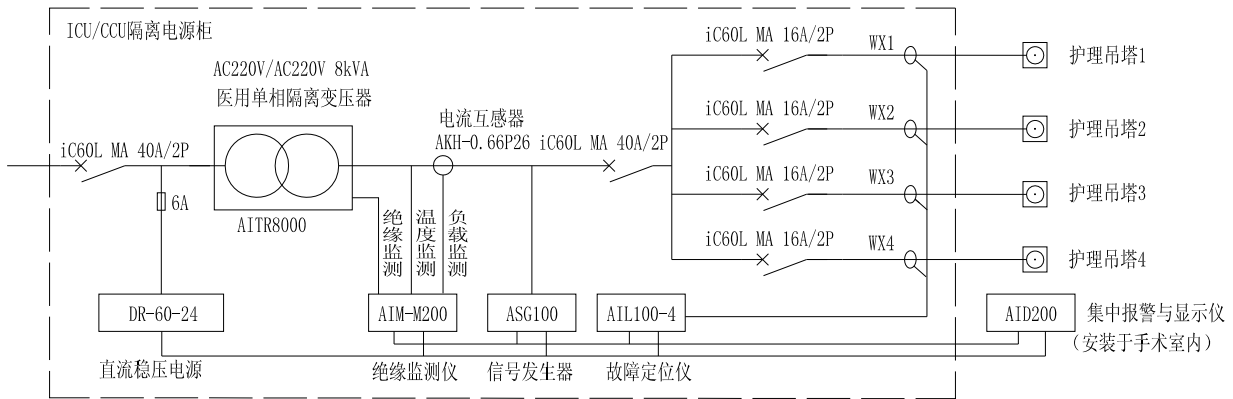 ICU/CCU隔离电源柜
AC220V/AC220V 8kVA
医用单相隔离变压器
iC60L MA 40A/2P
6A
AITR8000
电流互感器
AKH-0.66P26
iC60L MA 40A/2P
绝缘监测
温度监测
负载监测
iC60L MA 16A/2P
WX1
护理吊塔1
iC60L MA 16A/2P
WX2
护理吊塔2
iC60L MA 16A/2P
WX3
护理吊塔3
iC60L MA 16A/2P
WX4
护理吊塔4
DR-60-24
直流稳压电源
AIM-M200
绝缘监测仪
ASG100
信号发生器
AIL100-4
故障定位仪
AID200
集中报警与显示仪
（安装于手术室内）